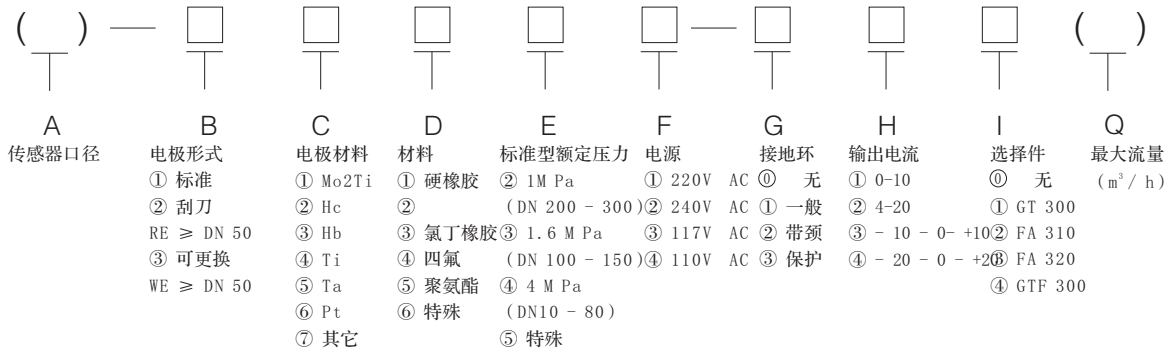 ( ) — □ □ □ □ □ — □ □ □ ( )
A B C D E F G H I Q
传感器口径 电极形式 电极材料 材料 标准型额定压力 电源 接地环 输出电流 选择件 最大流量
① 标准 ① Mo2Ti ① 硬橡胶 ② 1M Pa ① 220V AC ⓪ 无 ① 0-10 ⓪ 无 (m³/ h)
② 刮刀 ② Hc ② (DN 200 - 300) ② 240V AC ① 一般 ② 4-20 ① GT 300
RE ≥ DN 50 ③ Hb ③ 氯丁橡胶 ③ 1.6 M Pa ③ 117V AC ② 带颈 ③ - 10 - 0- +10 ② FA 310
③ 可更换 ④ Ti ④ 四氟 (DN 100 - 150) ④ 110V AC ③ 保护 ④ - 20 - 0 - +20 ③ FA 320
WE ≥ DN 50 ⑤ Ta ⑤ 聚氨酯 ④ 4 M Pa ④ GTF 300
⑥ Pt ⑥ 特殊 (DN10 - 80)
⑦ 其它 ⑤ 特殊